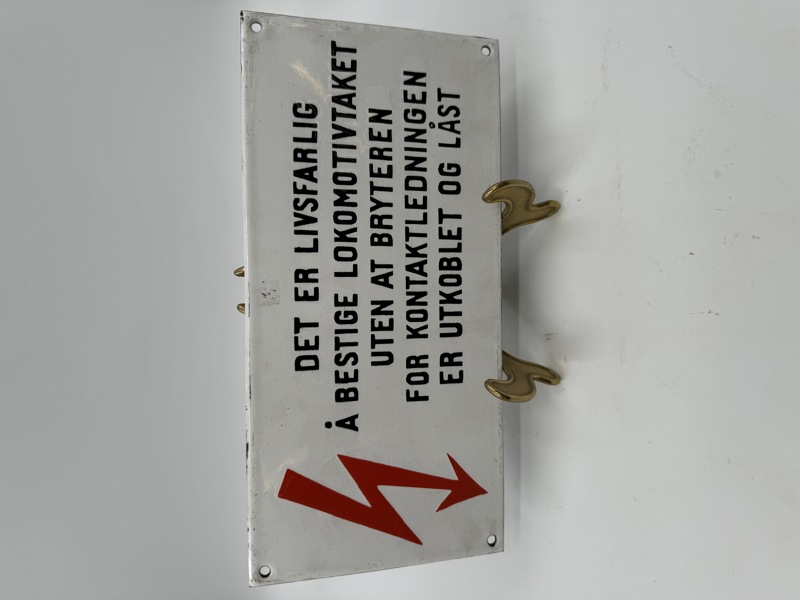 DET ER LIVSFARLIG
Å BESTIGE LOKOMOTIVTAKET
UTEN AT BRYTEREN
FOR KONTAKTLEDNINGEN
ER UTKOBLET OG LÅST